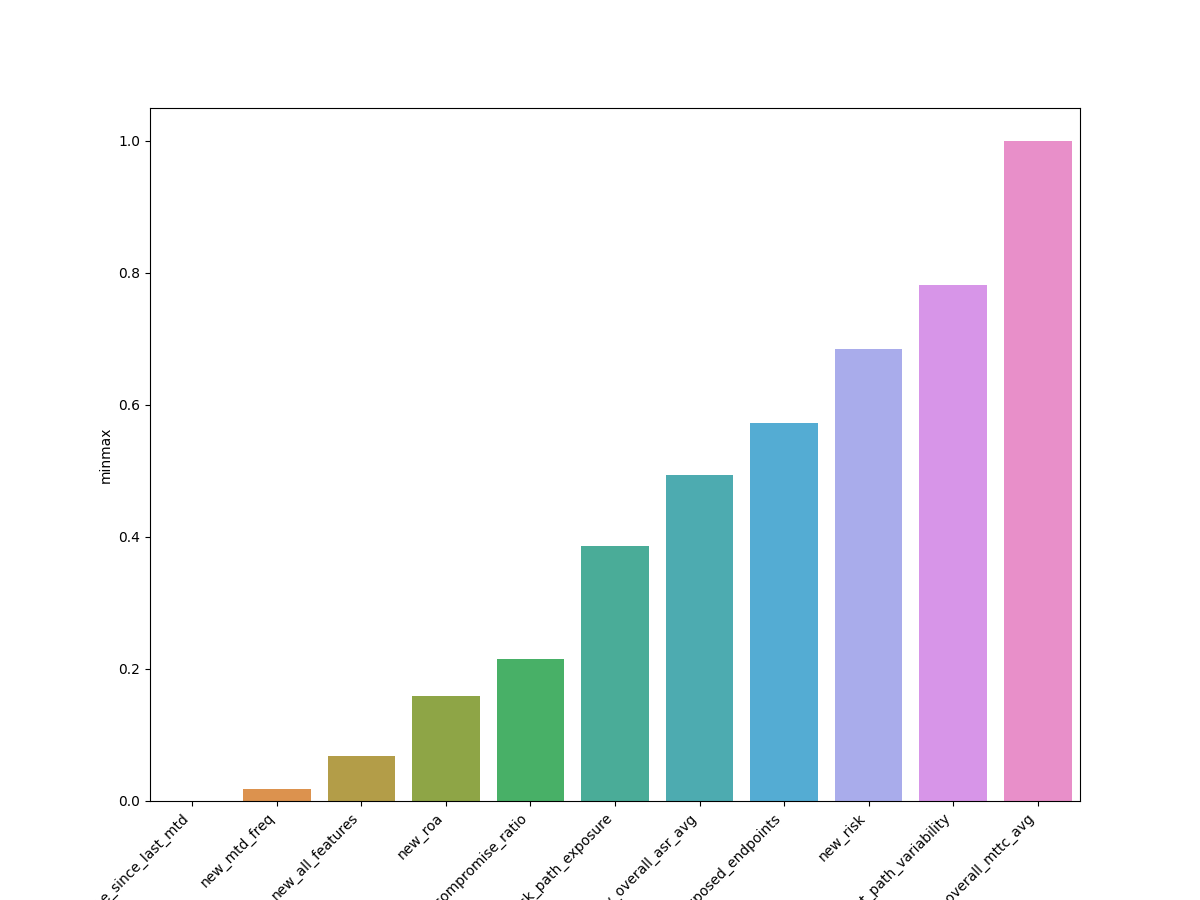 1.0
0.8
0.6
0.4
0.2
0.0
minmax
e_since_last_mtd
new_mtd_freq
new_all_features
new_roa
compromise_ratio
k_path_exposure
_overall_asr_avg
posed_endpoints
new_risk
t_path_variability
overall_mttc_avg